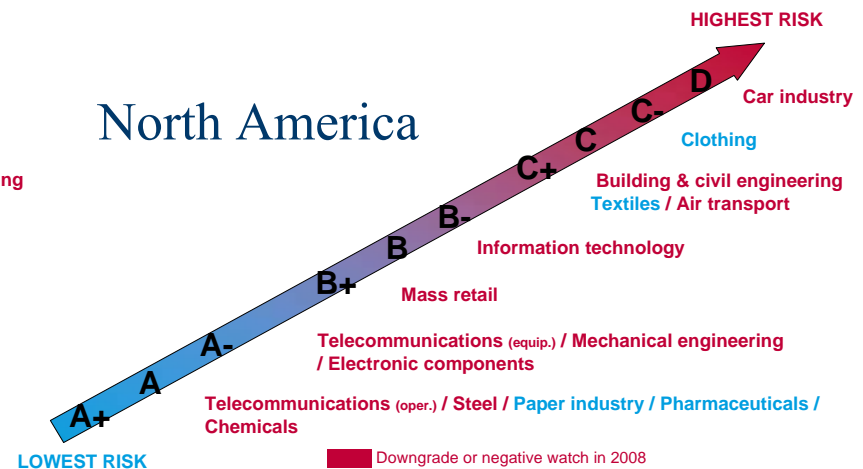 HIGHEST RISK
North America
D
Car industry
C-
C
Clothing
C+
Building & civil engineering
Textiles / Air transport
B-
B
Information technology
B+
Mass retail
A-
Telecommunications (equip.) / Mechanical engineering
/ Electronic components
A
Telecommunications (oper.) / Steel / Paper industry / Pharmaceuticals /
Chemicals
A+
LOWEST RISK
Downgrade or negative watch in 2008